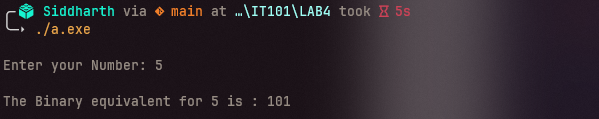 Siddharth via main at …\IT101\LAB4 took 5s
./a.exe
Enter your Number: 5
The Binary equivalent for 5 is : 101